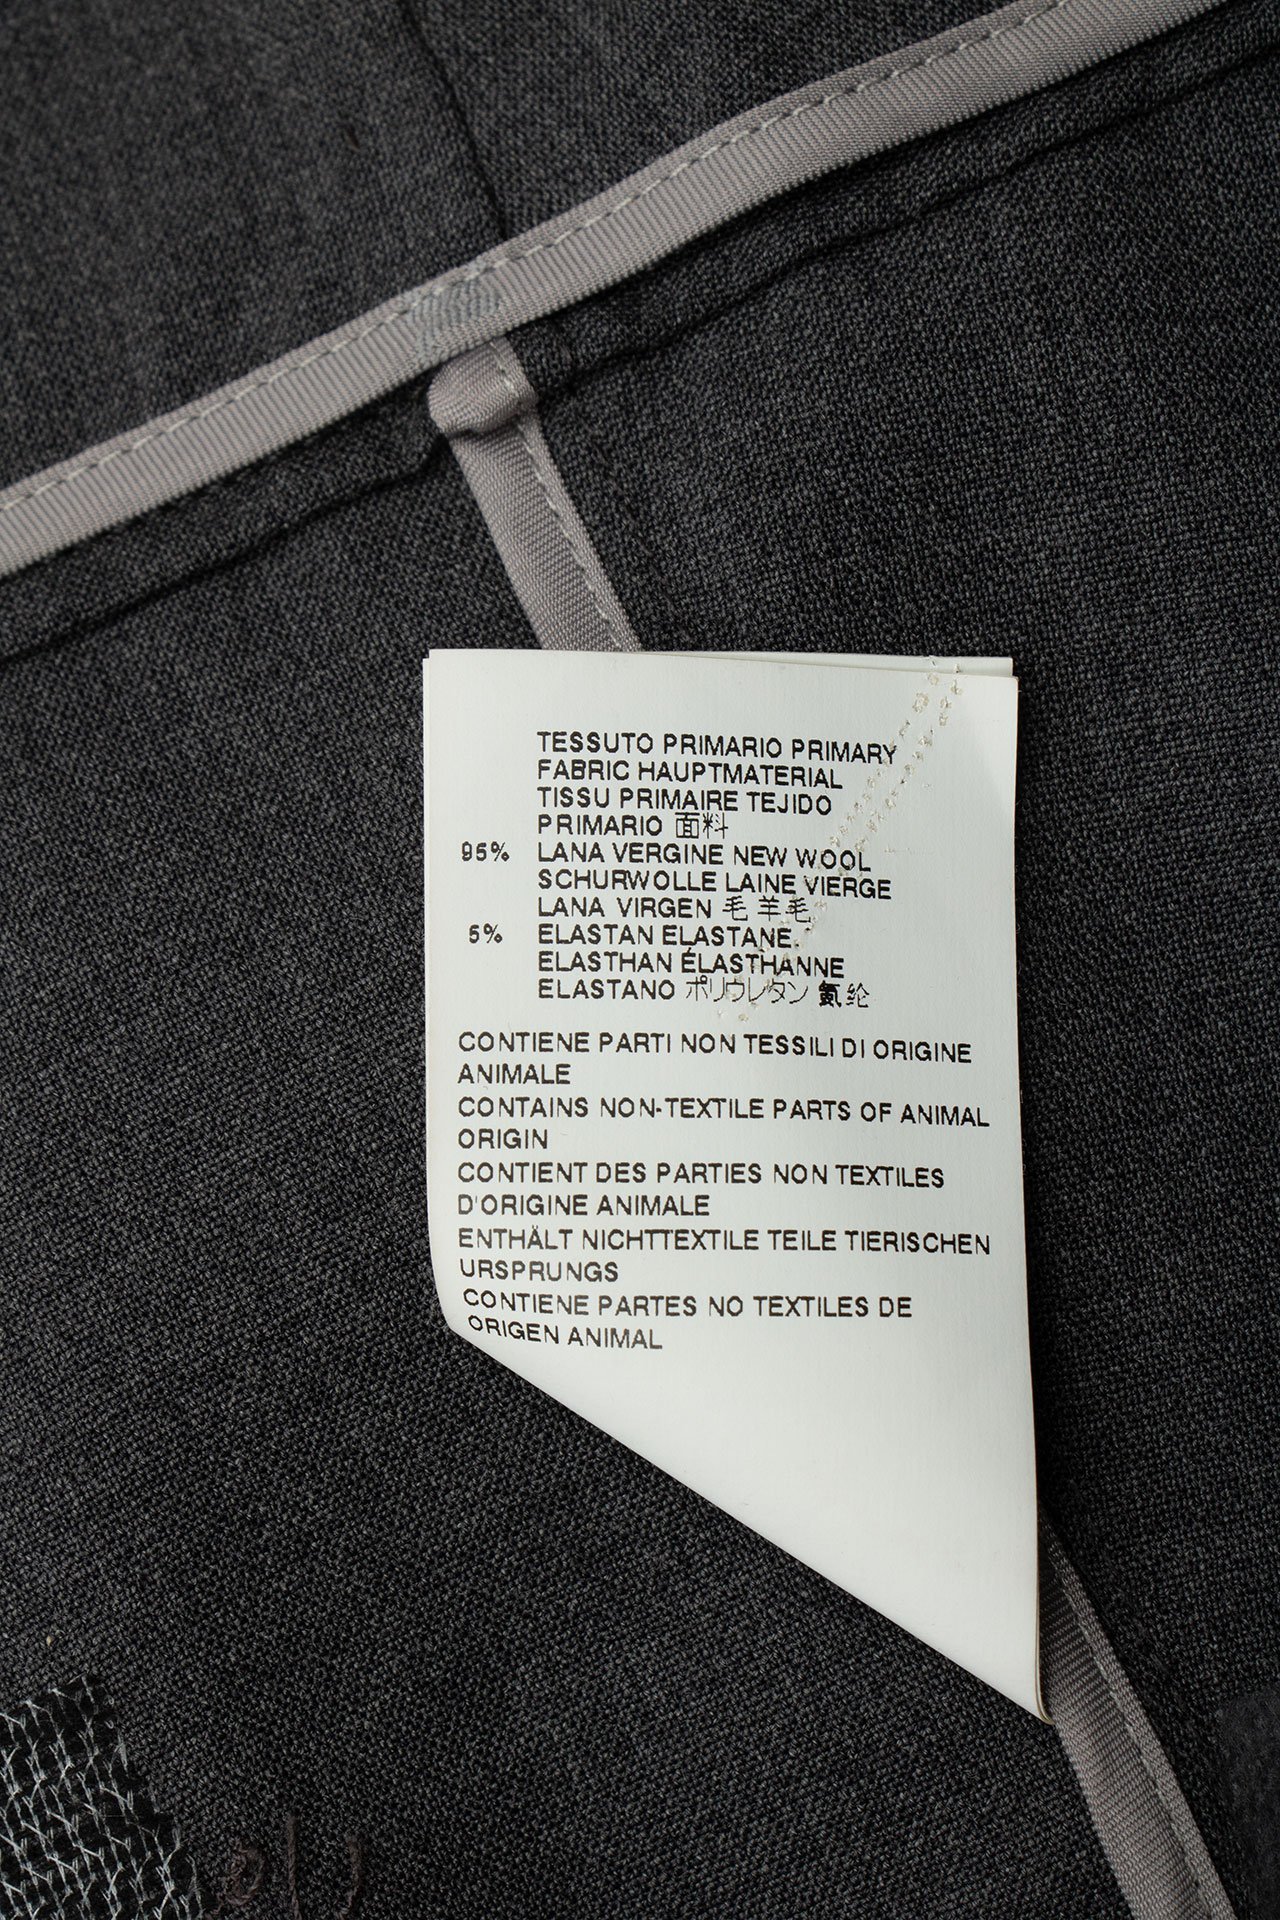 TESSUTO PRIMARIO PRIMARY
FABRIC HAUPTMATERIAL
TISSU PRIMAIRE TEJIDO
PRIMARIO 面料
95% LANA VERGINE NEW WOOL
SCHURWOLLE LAINE VIERGE
LANA VIRGEN 毛 羊毛
5% ELASTAN ELASTANE
ELASTHAN ÉLASTHANNE
ELASTANO ポリウレタン 氨纶
CONTIENE PARTI NON TESSILI DI ORIGINE
ANIMALE
CONTAINS NON-TEXTILE PARTS OF ANIMAL
ORIGIN
CONTIENT DES PARTIES NON TEXTILES
D'ORIGINE ANIMALE
ENTHÄLT NICHTTEXTILE TEILE TIERISCHEN
URSPRUNGS
CONTIENE PARTES NO TEXTILES DE
ORIGEN ANIMAL